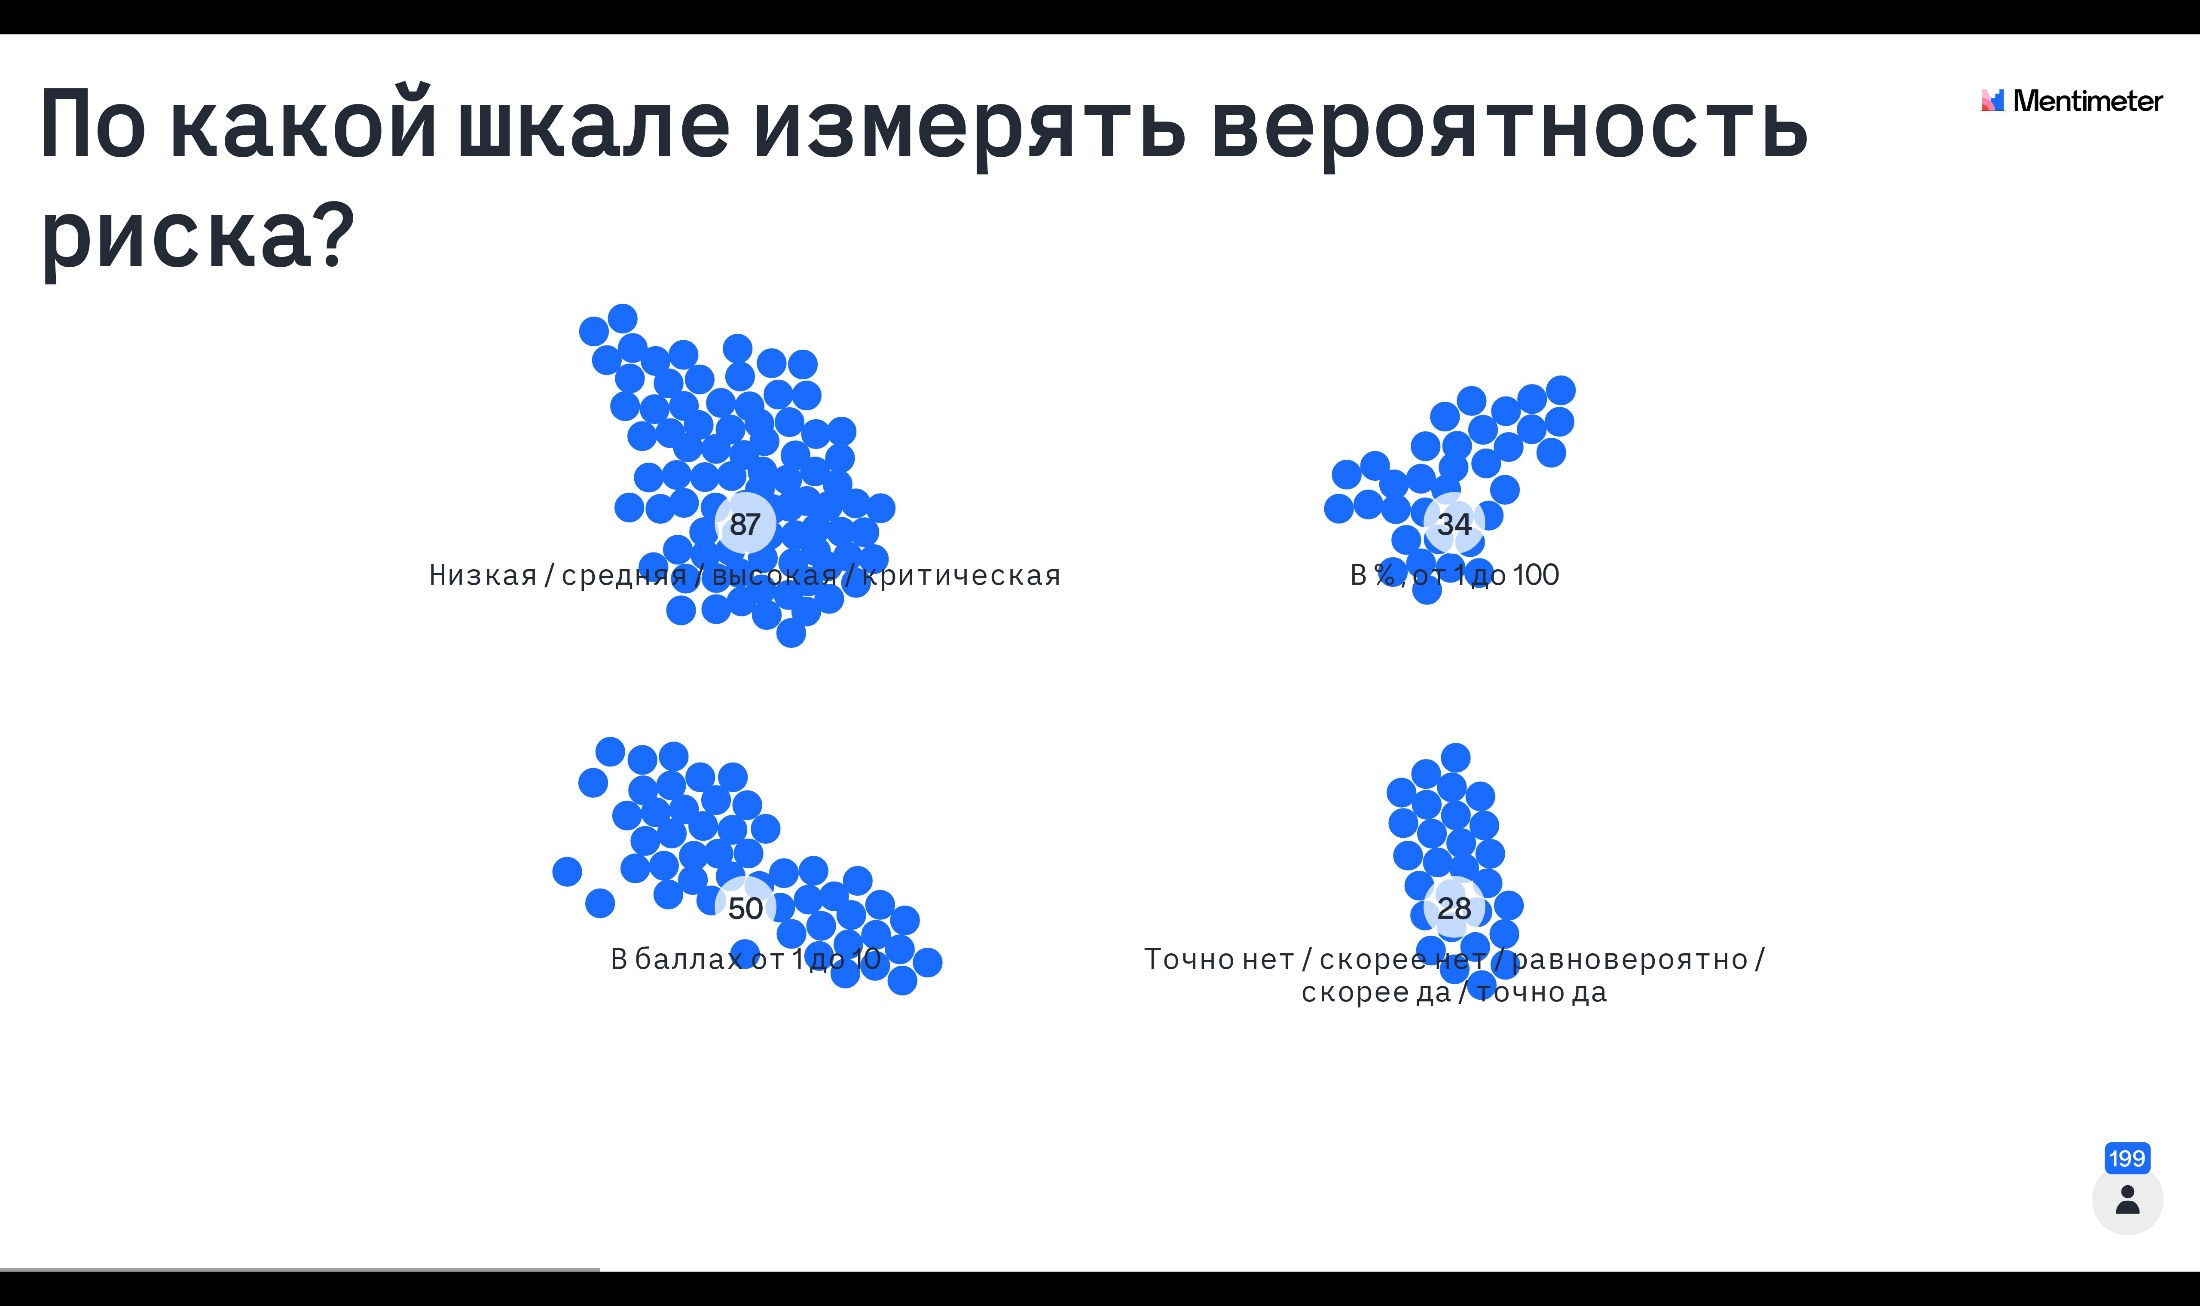 По какой шкале измерять вероятность
риска?
Mentimeter
87
Низкая / средняя / высокая / критическая
34
В %, от 1 до 100
50
В баллах от 1 до 10
28
Точно нет / скорее нет / равновероятно /
скорее да / точно да
199